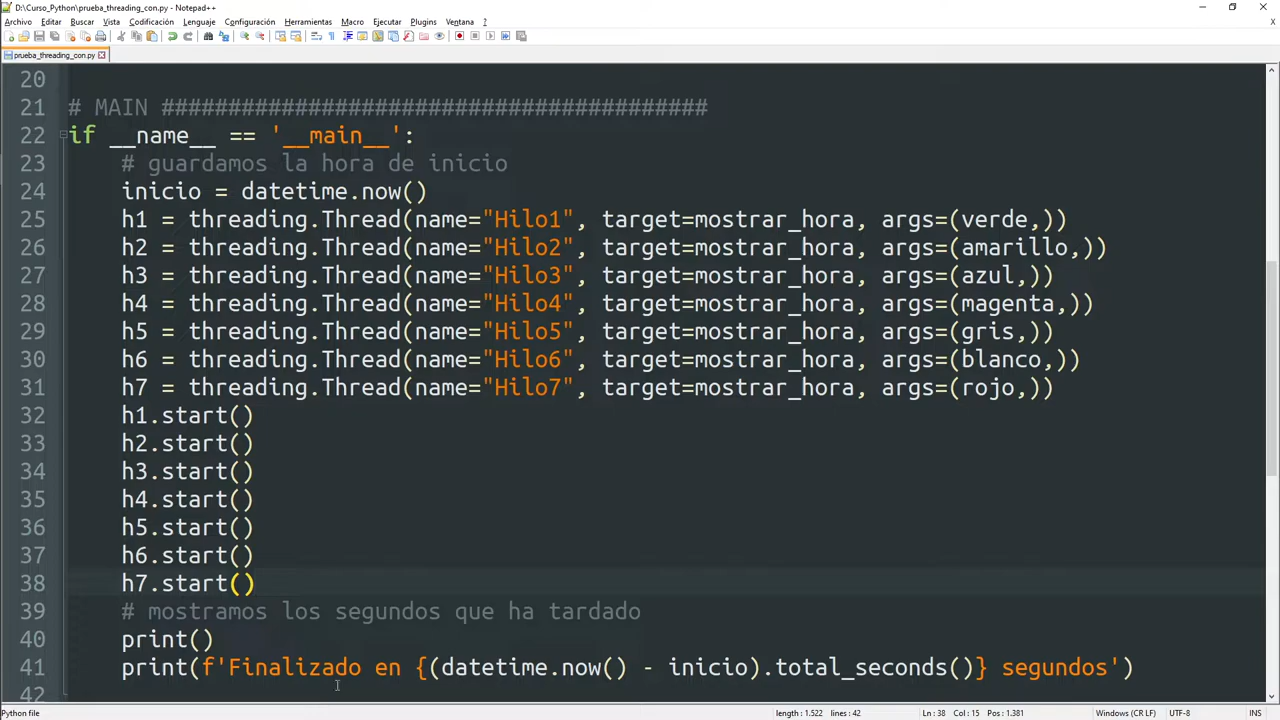 D:\Curso_Python\prueba_threading_con.py - Notepad++
Archivo Editar Buscar Vista Codificación Lenguaje Configuración Herramientas Macro Ejecutar Plugins Ventana ?
prueba_threading_con.py
20
21 # MAIN #########################################
22 if __name__ == '__main__':
23 # guardamos la hora de inicio
24 inicio = datetime.now()
25 h1 = threading.Thread(name="Hilo1", target=mostrar_hora, args=(verde,))
26 h2 = threading.Thread(name="Hilo2", target=mostrar_hora, args=(amarillo,))
27 h3 = threading.Thread(name="Hilo3", target=mostrar_hora, args=(azul,))
28 h4 = threading.Thread(name="Hilo4", target=mostrar_hora, args=(magenta,))
29 h5 = threading.Thread(name="Hilo5", target=mostrar_hora, args=(gris,))
30 h6 = threading.Thread(name="Hilo6", target=mostrar_hora, args=(blanco,))
31 h7 = threading.Thread(name="Hilo7", target=mostrar_hora, args=(rojo,))
32 h1.start()
33 h2.start()
34 h3.start()
35 h4.start()
36 h5.start()
37 h6.start()
38 h7.start()
39 # mostramos los segundos que ha tardado
40 print()
41 print(f'Finalizado en {(datetime.now() - inicio).total_seconds()} segundos')
42
Python file length : 1.522 lines : 42 Ln : 38 Col : 15 Pos : 1.381 Windows (CR LF) UTF-8 INS